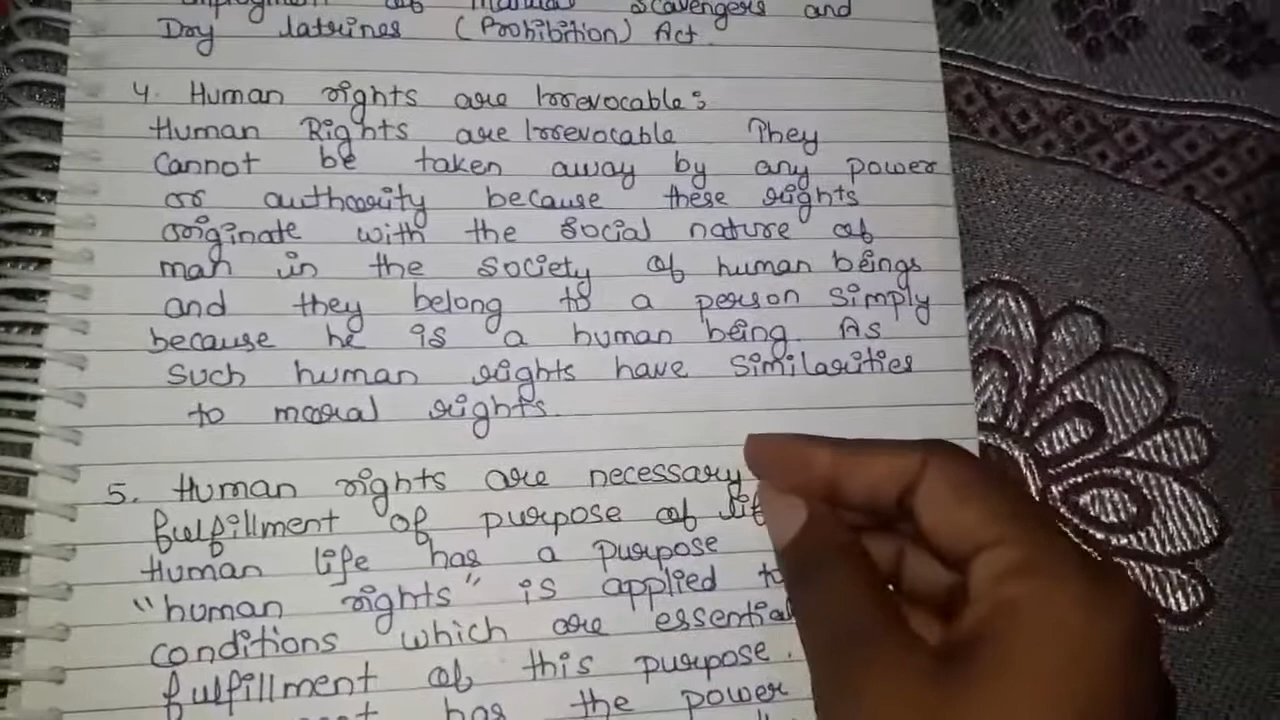 Scavengers and
Dry latrines (Prohibition) Act.
4. Human rights are Irrevocable:
Human Rights are Irrevocable They
cannot be taken away by any power
or authority because these rights
originate with the social nature of
man in the society of human beings
and they belong to a person simply
because he is a human being. As
such human rights have similarities
to moral rights.
5. Human rights are necessary
fulfillment of purpose of
Human life has a purpose
"human rights" is applied
conditions which are essential
fulfillment of this purpose.
has the power